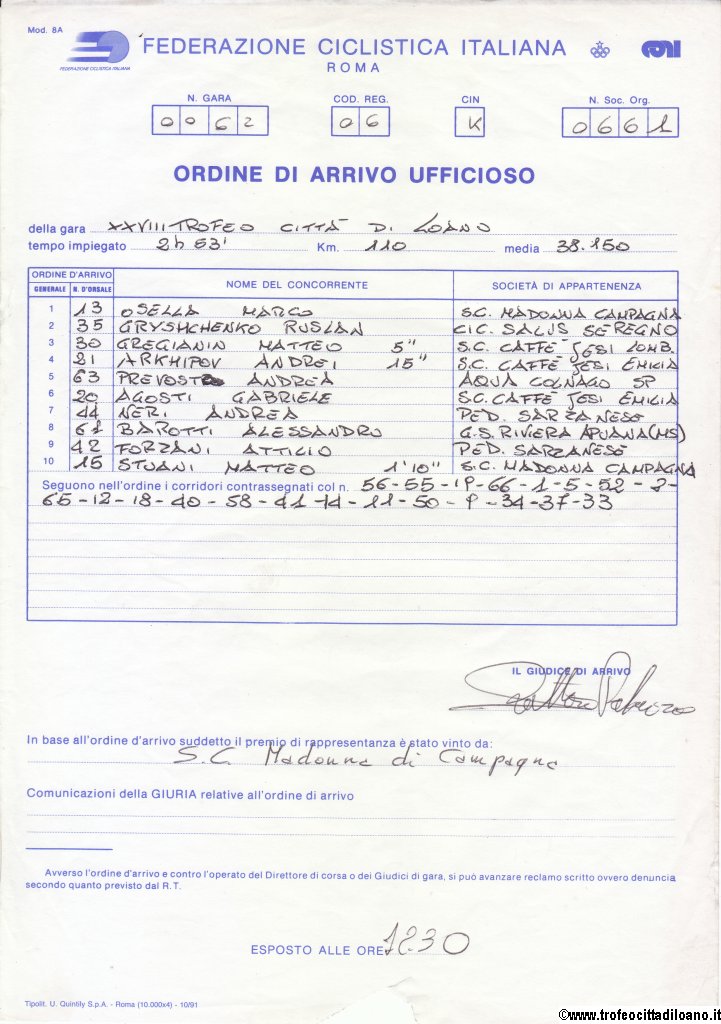 Mod. 8A
FEDERAZIONE CICLISTICA ITALIANA
FEDERAZIONE CICLISTICA ITALIANA
CONI
ROMA
N. GARA COD. REG. CIN N. Soc. Org.
0062 06 K 0661
ORDINE DI ARRIVO UFFICIOSO
della gara XXVIII TROFEO CITTÀ DI LOANO
tempo impiegato 2h 53' Km. 110 media 38.150
ORDINE D'ARRIVO NOME DEL CONCORRENTE SOCIETÀ DI APPARTENENZA
GENERALE N. D'ORSALE
1 13 OSELLA MARCO S.C. MADONNA CAMPAGNA
2 35 GRYSHCHENKO RUSLAN CIC. SALUS SEREGNO
3 30 GREGIANIN MATTEO 5" S.C. CAFFÈ JESI LOMB.
4 21 ARKHIPOV ANDREI 15" S.C. CAFFÈ JESI EMILIA
5 63 PREVOSTO ANDREA AQUA COLNAGO SP
6 20 AGOSTI GABRIELE S.C. CAFFÈ JESI EMILIA
7 44 NERI ANDREA PED. SARZANESE
8 61 BAROTTI ALESSANDRO G.S. RIVIERA APUANA (MS)
9 42 FORZANI ATTILIO PED. SARZANESE
10 15 STUANI MATTEO 1'10" S.C. MADONNA CAMPAGNA
Seguono nell'ordine i corridori contrassegnati col n. 56-55-19-66-1-5-52-2-
65-12-18-40-58-41-14-11-50-9-34-37-33
IL GIUDICE DI ARRIVO
In base all'ordine d'arrivo suddetto il premio di rappresentanza è stato vinto da:
S.C. Madonna di Campagna
Comunicazioni della GIURIA relative all'ordine di arrivo
Avverso l'ordine d'arrivo e contro l'operato del Direttore di corsa o dei Giudici di gara, si può avanzare reclamo scritto ovvero denuncia
secondo quanto previsto dal R.T.
ESPOSTO ALLE ORE 12.30
Tipolit. U. Quintily S.p.A. - Roma (10.000x4) - 10/91
©www.trofeocittadiloano.it